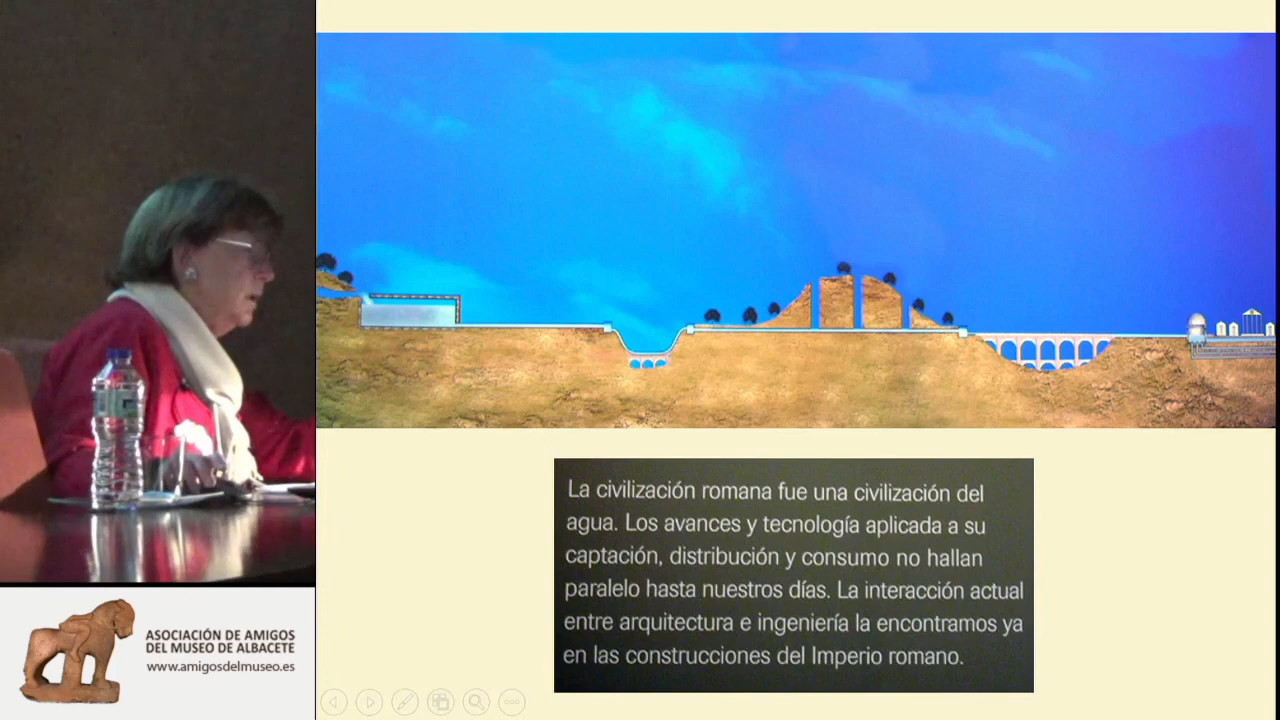 La civilización romana fue una civilización del
agua. Los avances y tecnología aplicada a su
captación, distribución y consumo no hallan
paralelo hasta nuestros días. La interacción actual
entre arquitectura e ingeniería la encontramos ya
en las construcciones del Imperio romano.
ASOCIACIÓN DE AMIGOS
DEL MUSEO DE ALBACETE
www.amigosdelmuseo.es